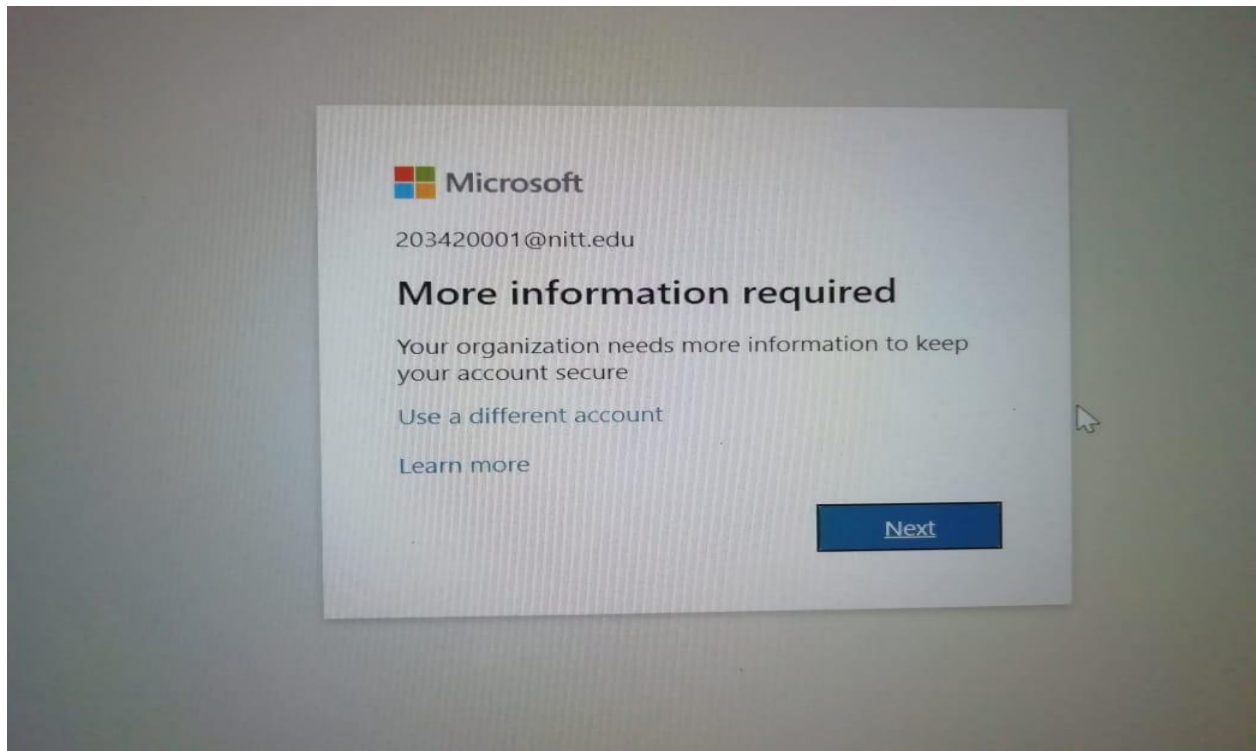 Microsoft
203420001@nitt.edu
More information required
Your organization needs more information to keep
your account secure
Use a different account
Learn more
Next